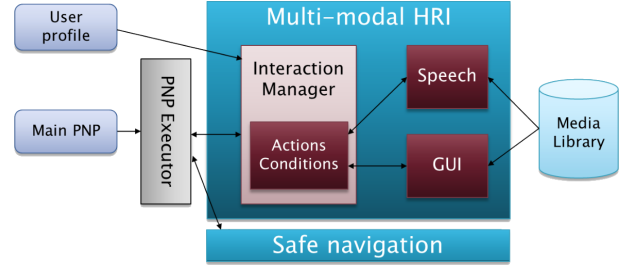 User
profile
Multi-modal HRI
Main PNP
PNP Executor
Interaction
Manager
Actions
Conditions
Speech
GUI
Media
Library
Safe navigation